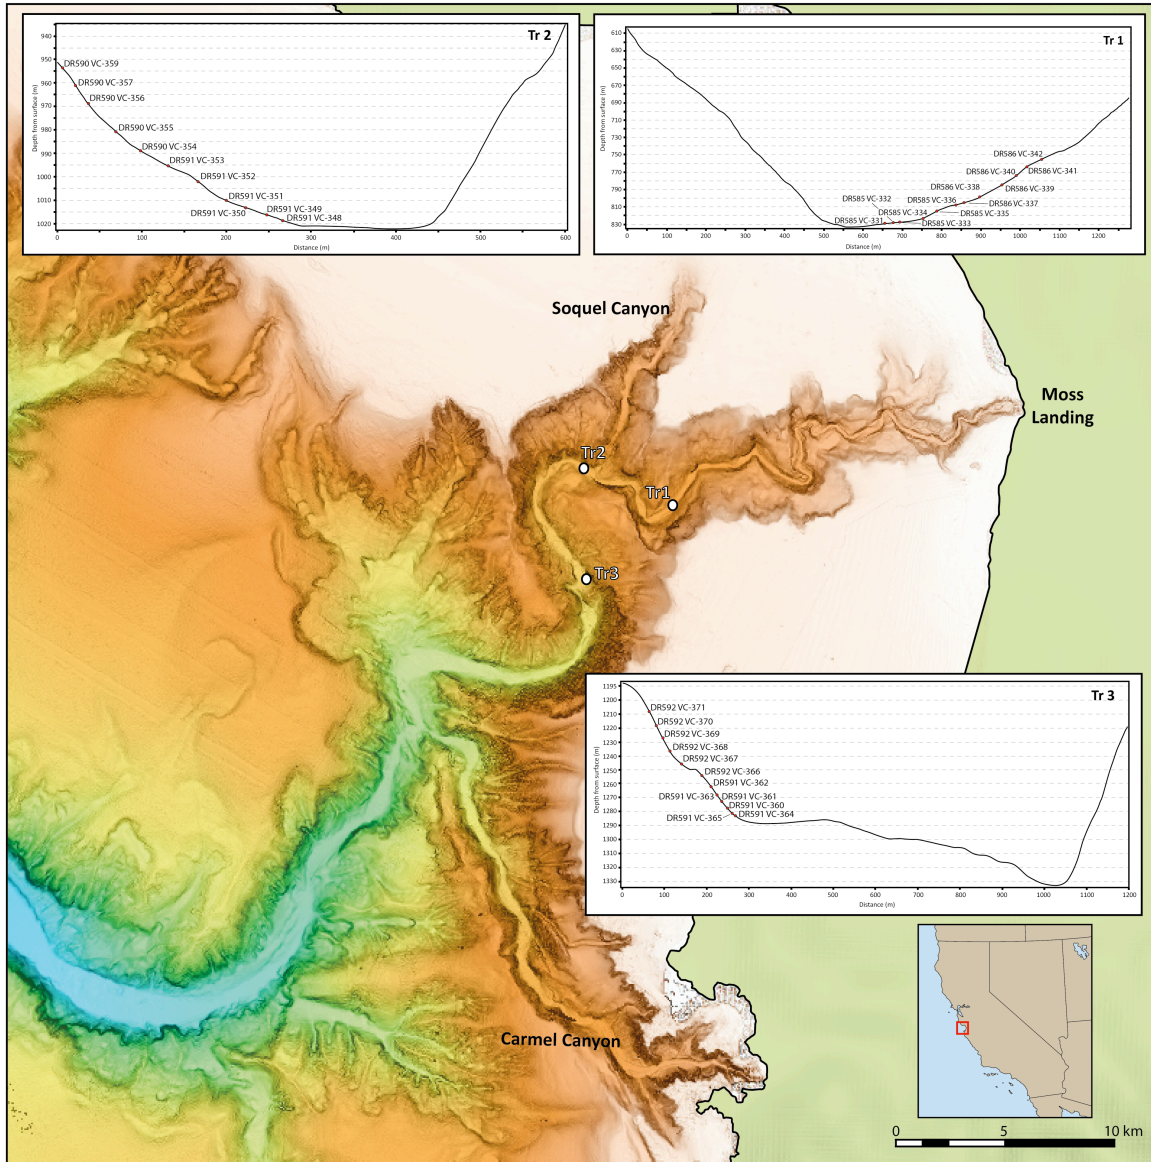 Tr 2
940
950
960
970
980
990
1000
1010
1020
Depth from surface (m)
DR590 VC-359
DR590 VC-357
DR590 VC-356
DR590 VC-355
DR590 VC-354
DR591 VC-353
DR591 VC-352
DR591 VC-351
DR591 VC-350
DR591 VC-349
DR591 VC-348
0 100 200 300 400 500 600
Distance (m)
Tr 1
610
630
650
670
690
710
730
750
770
790
810
830
Depth from surface (m)
DR586 VC-342
DR586 VC-340
DR586 VC-341
DR586 VC-338
DR586 VC-339
DR585 VC-332
DR585 VC-336
DR586 VC-337
DR585 VC-334
DR585 VC-335
DR585 VC-331
DR585 VC-333
0 100 200 300 400 500 600 700 800 900 1000 1200
Distance (m)
Soquel Canyon
Moss
Landing
Tr2
Tr1
Tr3
Tr 3
1195
1200
1210
1220
1230
1240
1250
1260
1270
1280
1290
1300
1310
1320
1330
Depth from surface (m)
DR592 VC-371
DR592 VC-370
DR592 VC-369
DR592 VC-368
DR592 VC-367
DR592 VC-366
DR591 VC-362
DR591 VC-363
DR591 VC-361
DR591 VC-360
DR591 VC-365
DR591 VC-364
0 100 200 300 400 500 600 700 800 900 1000 1100 1200
Distance (m)
Carmel Canyon
0 5 10 km